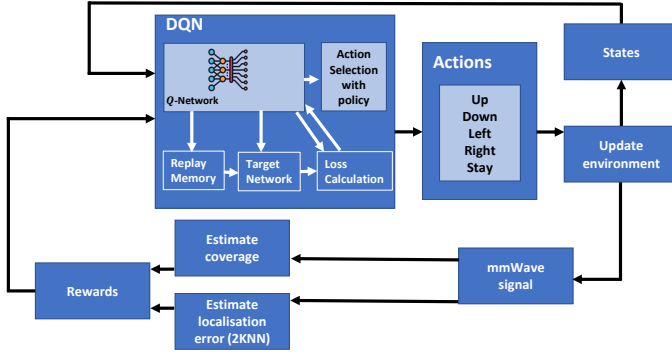 DQN
Q-Network
Action
Selection
with
policy
Replay
Memory
Target
Network
Loss
Calculation
Actions
Up
Down
Left
Right
Stay
States
Update
environment
Estimate
coverage
mmWave
signal
Rewards
Estimate
localisation
error (2KNN)